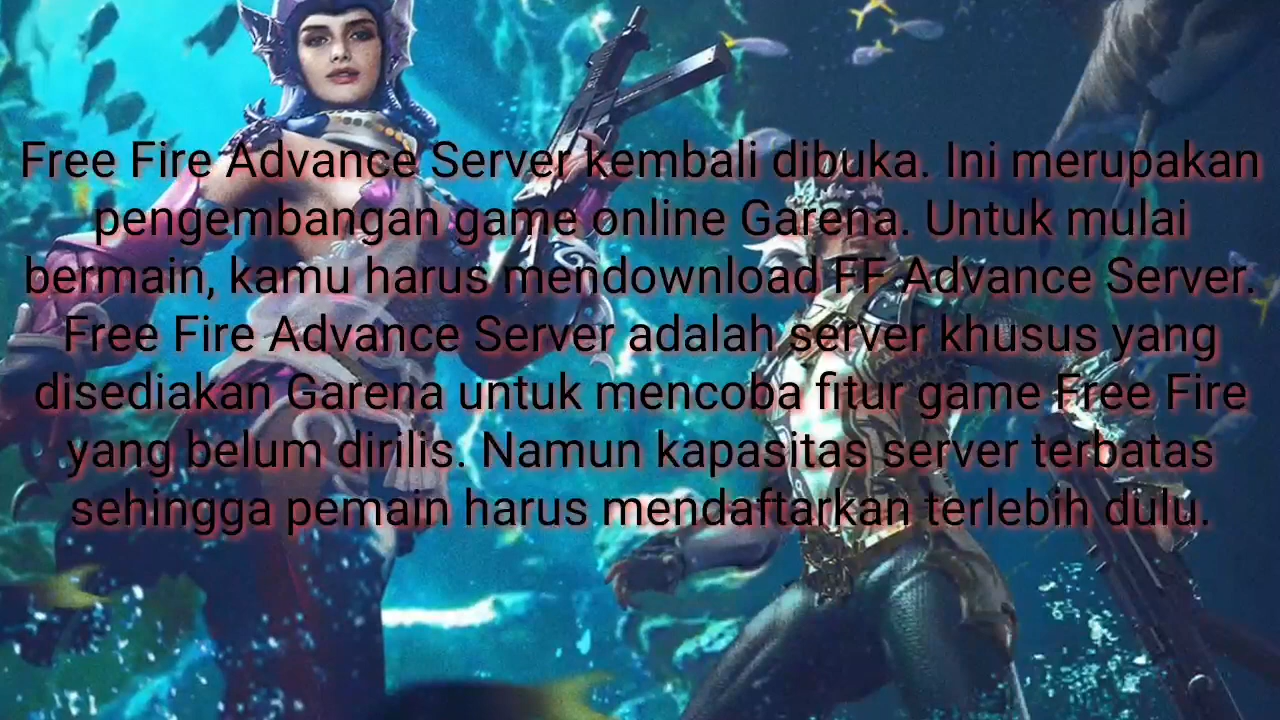 Free Fire Advance Server kembali dibuka. Ini merupakan
pengembangan game online Garena. Untuk mulai
bermain, kamu harus mendownload FF Advance Server.
Free Fire Advance Server adalah server khusus yang
disediakan Garena untuk mencoba fitur game Free Fire
yang belum dirilis. Namun kapasitas server terbatas
sehingga pemain harus mendaftarkan terlebih dulu.